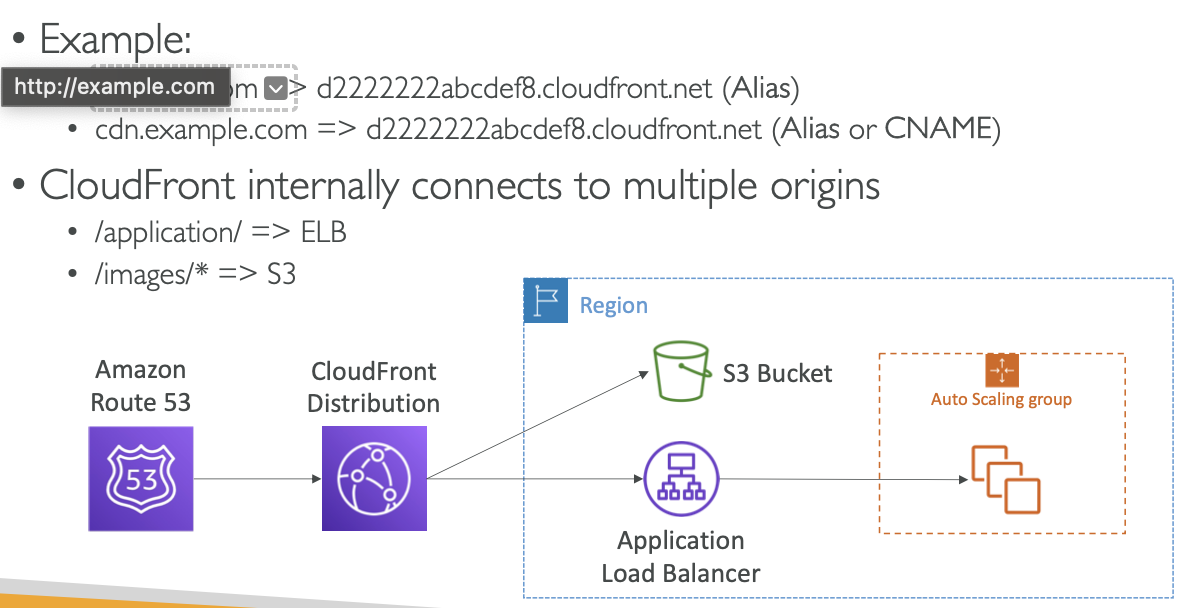 • Example:
http://example.com om > d2222222abcdef8.cloudfront.net (Alias)
• cdn.example.com => d2222222abcdef8.cloudfront.net (Alias or CNAME)
• CloudFront internally connects to multiple origins
• /application/ => ELB
• /images/* => S3
Region
Amazon
Route 53
CloudFront
Distribution
S3 Bucket
Auto Scaling group
53
Application
Load Balancer